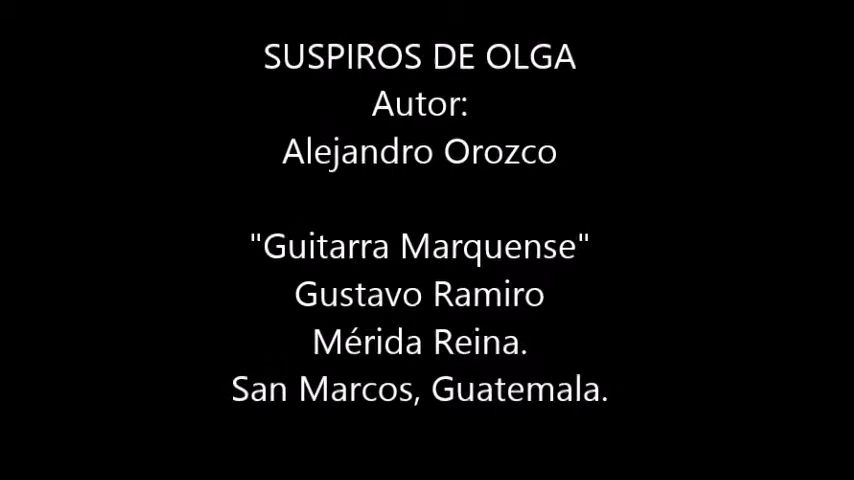 SUSPIROS DE OLGA
Autor:
Alejandro Orozco
"Guitarra Marquense"
Gustavo Ramiro
Mérida Reina.
San Marcos, Guatemala.